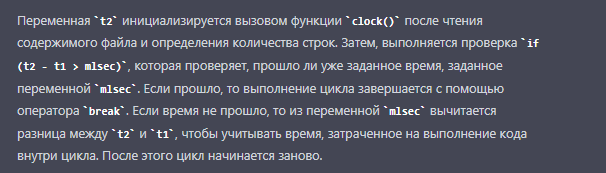 Переменная `t2` инициализируется вызовом функции `clock()` после чтения
содержимого файла и определения количества строк. Затем, выполняется проверка `if
(t2 - t1 > mlsec)`, которая проверяет, прошло ли уже заданное время, заданное
переменной `mlsec`. Если прошло, то выполнение цикла завершается с помощью
оператора `break`. Если время не прошло, то из переменной `mlsec` вычитается
разница между `t2` и `t1`, чтобы учитывать время, затраченное на выполнение кода
внутри цикла. После этого цикл начинается заново.